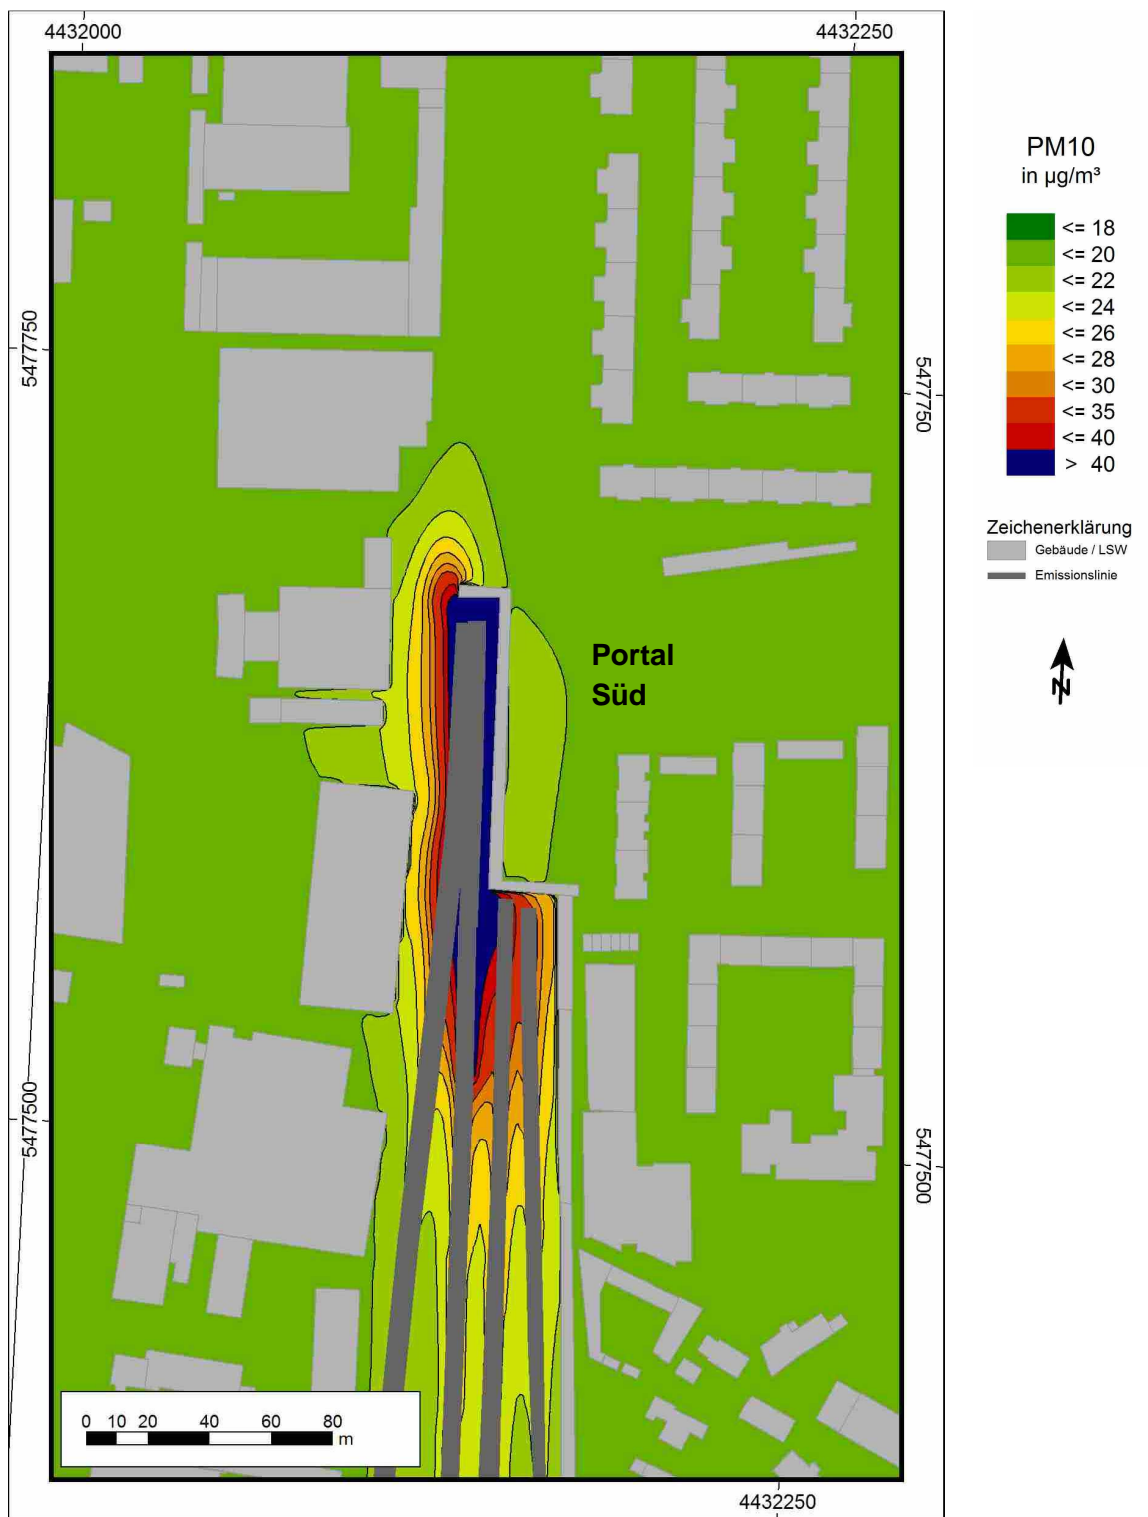 4432000
4432250
5477750
5477750
PM10
in µg/m³
<= 18
<= 20
<= 22
<= 24
<= 26
<= 28
<= 30
<= 35
<= 40
> 40
Zeichenerklärung
Gebäude / LSW
Emissionslinie
N
Portal
Süd
5477500
5477500
0 10 20 40 60 80
m
4432250